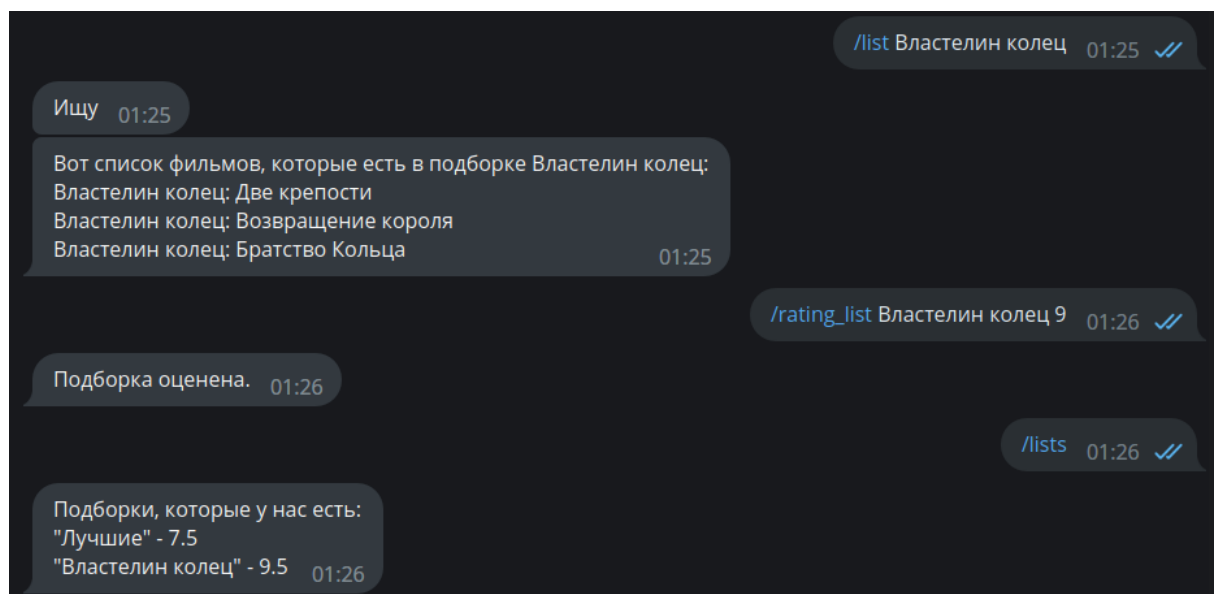 /list Властелин колец 01:25
Ищу 01:25
Вот список фильмов, которые есть в подборке Властелин колец:
Властелин колец: Две крепости
Властелин колец: Возвращение короля
Властелин колец: Братство Кольца 01:25
/rating_list Властелин колец 9 01:26
Подборка оценена. 01:26
/lists 01:26
Подборки, которые у нас есть:
"Лучшие" - 7.5
"Властелин колец" - 9.5 01:26